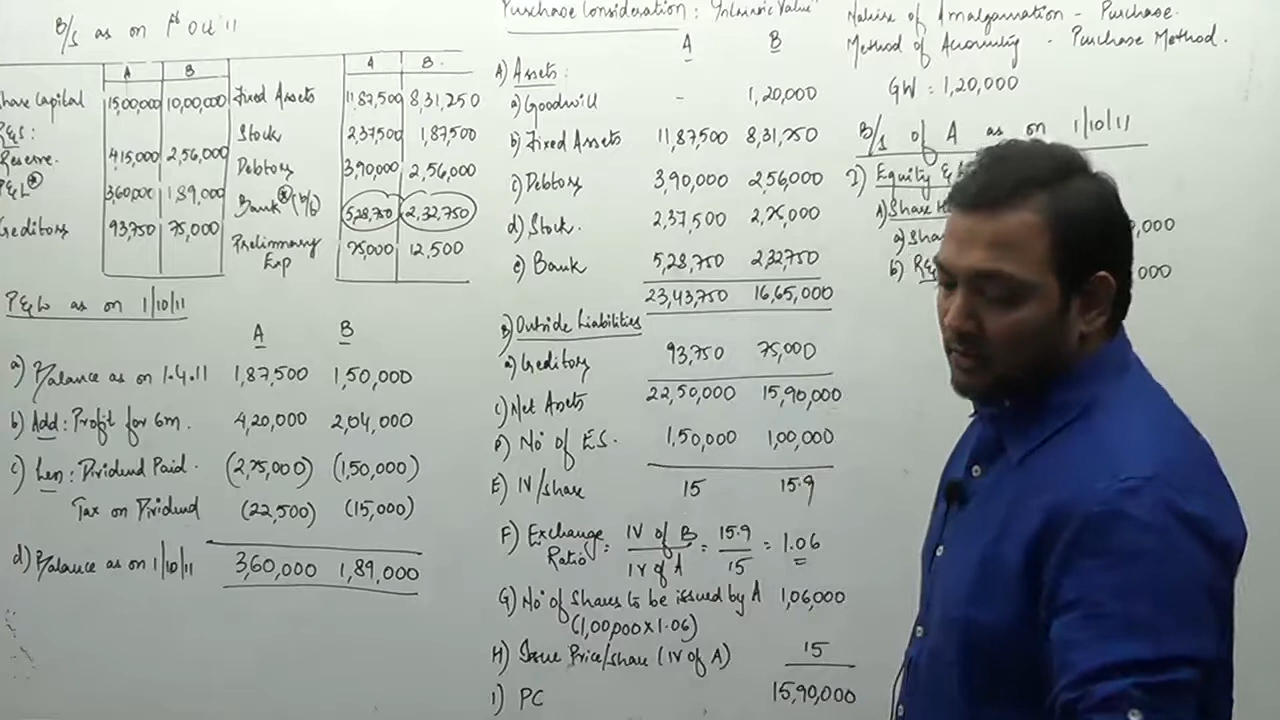 B/s as on 1st Oct 11
A B A B
Share Capital 15,00,000 10,00,000 Fixed Assets 11,87,500 8,31,250
R&S: Stock 2,37,500 1,87,500
Reserve. 4,15,000 2,56,000 Debtors 3,90,000 2,56,000
P&L* 3,60,000 1,89,000 Bank* (b/b) 5,28,750 2,32,750
Creditors 93,750 75,000 Preliminary Exp 75,000 12,500
P&L as on 1/10/11
A B
a) Balance as on 1.4.11 1,87,500 1,50,000
b) Add: Profit for 6m. 4,20,000 2,04,000
c) Less: Dividend Paid. (2,25,000) (1,50,000)
Tax on Dividend (22,500) (15,000)
d) Balance as on 1/10/11 3,60,000 1,89,000
Purchase Consideration: "Intrinsic Value"
A B
A) Assets:
a) Goodwill - 1,20,000
b) Fixed Assets 11,87,500 8,31,250
c) Debtors 3,90,000 2,56,000
d) Stock. 2,37,500 2,25,000
e) Bank 5,28,750 2,32,750
23,43,750 16,65,000
B) Outside Liabilities
a) Creditors 93,750 75,000
C) Net Assets 22,50,000 15,90,000
D) No of E.S. 1,50,000 1,00,000
E) IV/share 15 15.9
F) Exchange Ratio: IV of B / IV of A = 15.9 / 15 = 1.06
G) No of Shares to be issued by A 1,06,000
(1,00,000 x 1.06)
H) Issue Price/share (IV of A) 15
I) PC 15,90,000
Nature of Amalgamation - Purchase.
Method of Accounting - Purchase Method.
GW : 1,20,000
B/s of A as on 1/10/11
I) Equity &
A) Share H
a) Sha 0,000
b) R& 000